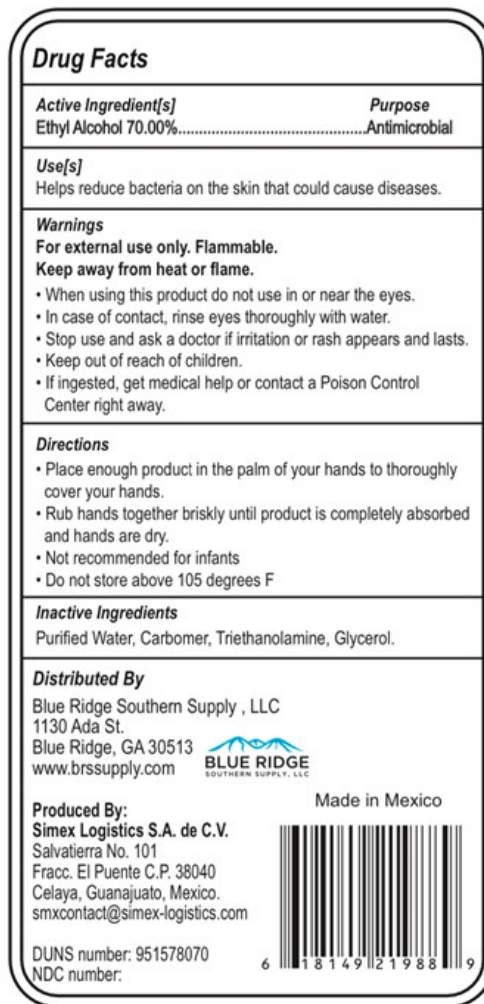 Drug Facts
Active Ingredient[s] Purpose
Ethyl Alcohol 70.00%..............................................Antimicrobial
Use[s]
Helps reduce bacteria on the skin that could cause diseases.
Warnings
For external use only. Flammable.
Keep away from heat or flame.
• When using this product do not use in or near the eyes.
• In case of contact, rinse eyes thoroughly with water.
• Stop use and ask a doctor if irritation or rash appears and lasts.
• Keep out of reach of children.
• If ingested, get medical help or contact a Poison Control
Center right away.
Directions
• Place enough product in the palm of your hands to thoroughly
cover your hands.
• Rub hands together briskly until product is completely absorbed
and hands are dry.
• Not recommended for infants
• Do not store above 105 degrees F
Inactive Ingredients
Purified Water, Carbomer, Triethanolamine, Glycerol.
Distributed By
Blue Ridge Southern Supply , LLC
1130 Ada St.
Blue Ridge, GA 30513
www.brssupply.com
BLUE RIDGE
SOUTHERN SUPPLY, LLC
Made in Mexico
Produced By:
Simex Logistics S.A. de C.V.
Salvatierra No. 101
Fracc. El Puente C.P. 38040
Celaya, Guanajuato, Mexico.
smxcontact@simex-logistics.com
DUNS number: 951578070
NDC number:
6 18149 21988 9